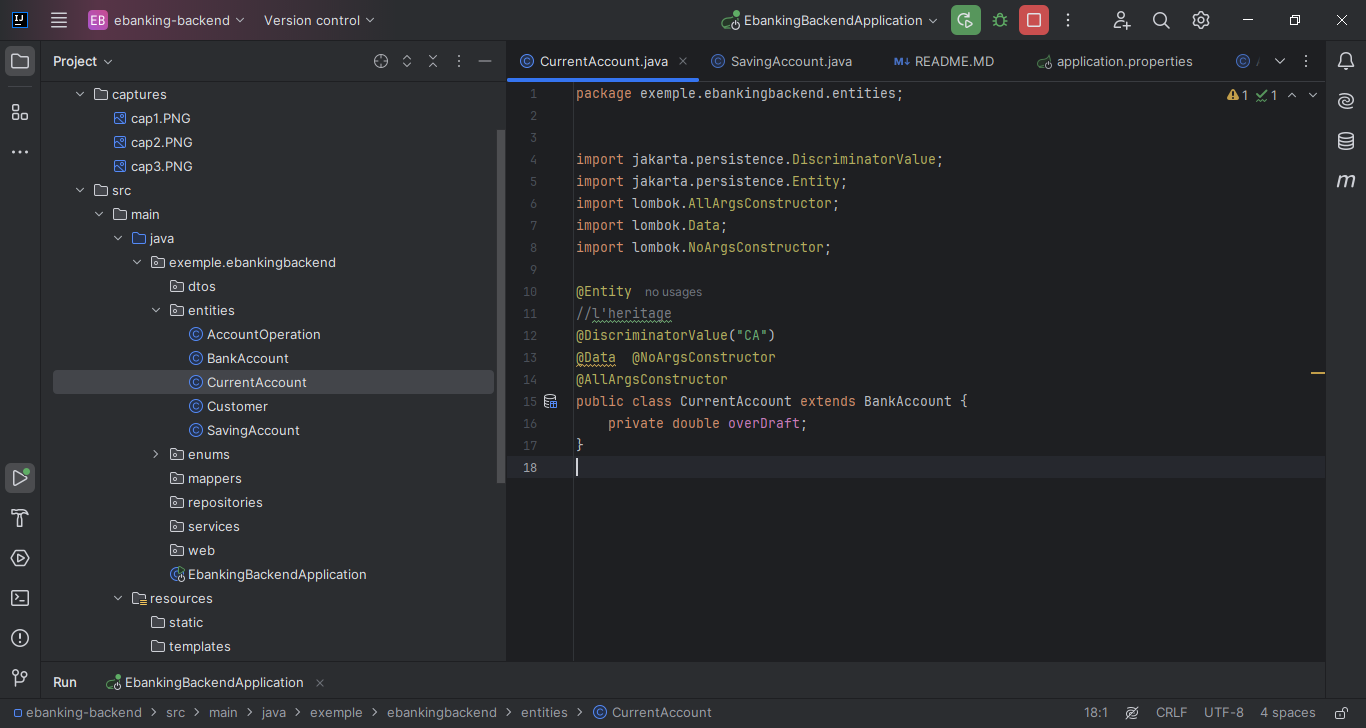 EB ebanking-backend Version control EbankingBackendApplication
Project
captures
cap1.PNG
cap2.PNG
cap3.PNG
src
main
java
exemple.ebankingbackend
dtos
entities
AccountOperation
BankAccount
CurrentAccount
Customer
SavingAccount
enums
mappers
repositories
services
web
EbankingBackendApplication
resources
static
templates
CurrentAccount.java SavingAccount.java M↓ README.MD application.properties
1 package exemple.ebankingbackend.entities; 1 1
2
3
4 import jakarta.persistence.DiscriminatorValue;
5 import jakarta.persistence.Entity;
6 import lombok.AllArgsConstructor;
7 import lombok.Data;
8 import lombok.NoArgsConstructor;
9
10 @Entity no usages
11 //l'heritage
12 @DiscriminatorValue("CA")
13 @Data @NoArgsConstructor
14 @AllArgsConstructor
15 public class CurrentAccount extends BankAccount {
16 private double overDraft;
17 }
18
Run EbankingBackendApplication
ebanking-backend > src > main > java > exemple > ebankingbackend > entities > CurrentAccount 18:1 CRLF UTF-8 4 spaces